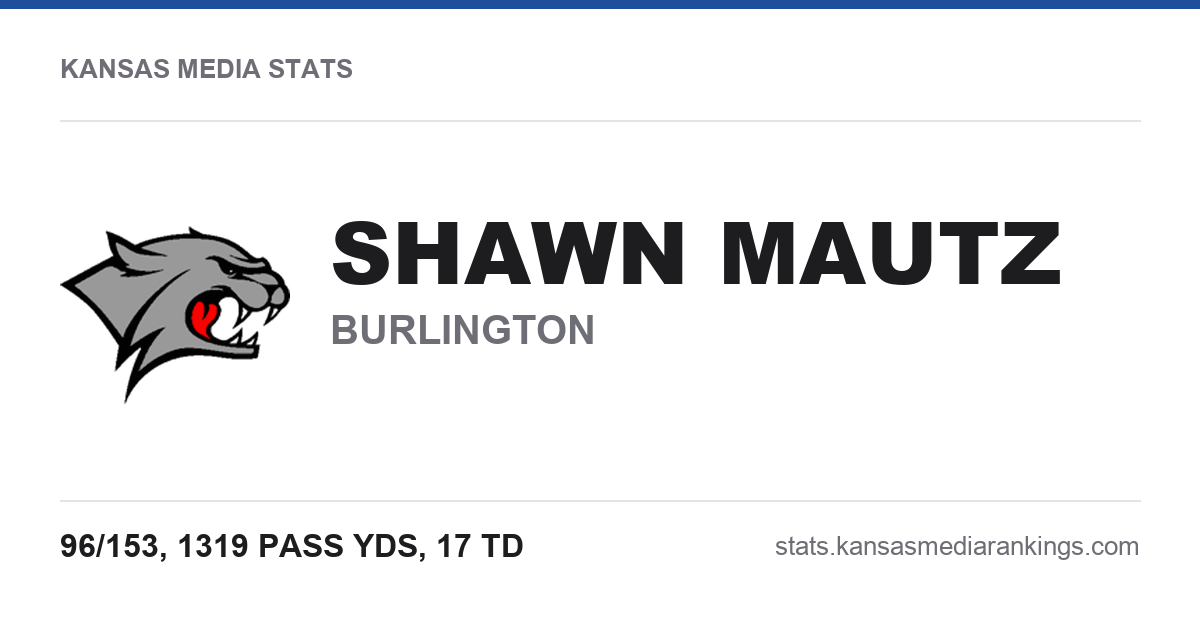 KANSAS MEDIA STATS
SHAWN MAUTZ
BURLINGTON
96/153, 1319 PASS YDS, 17 TD
stats.kansasmediarankings.com